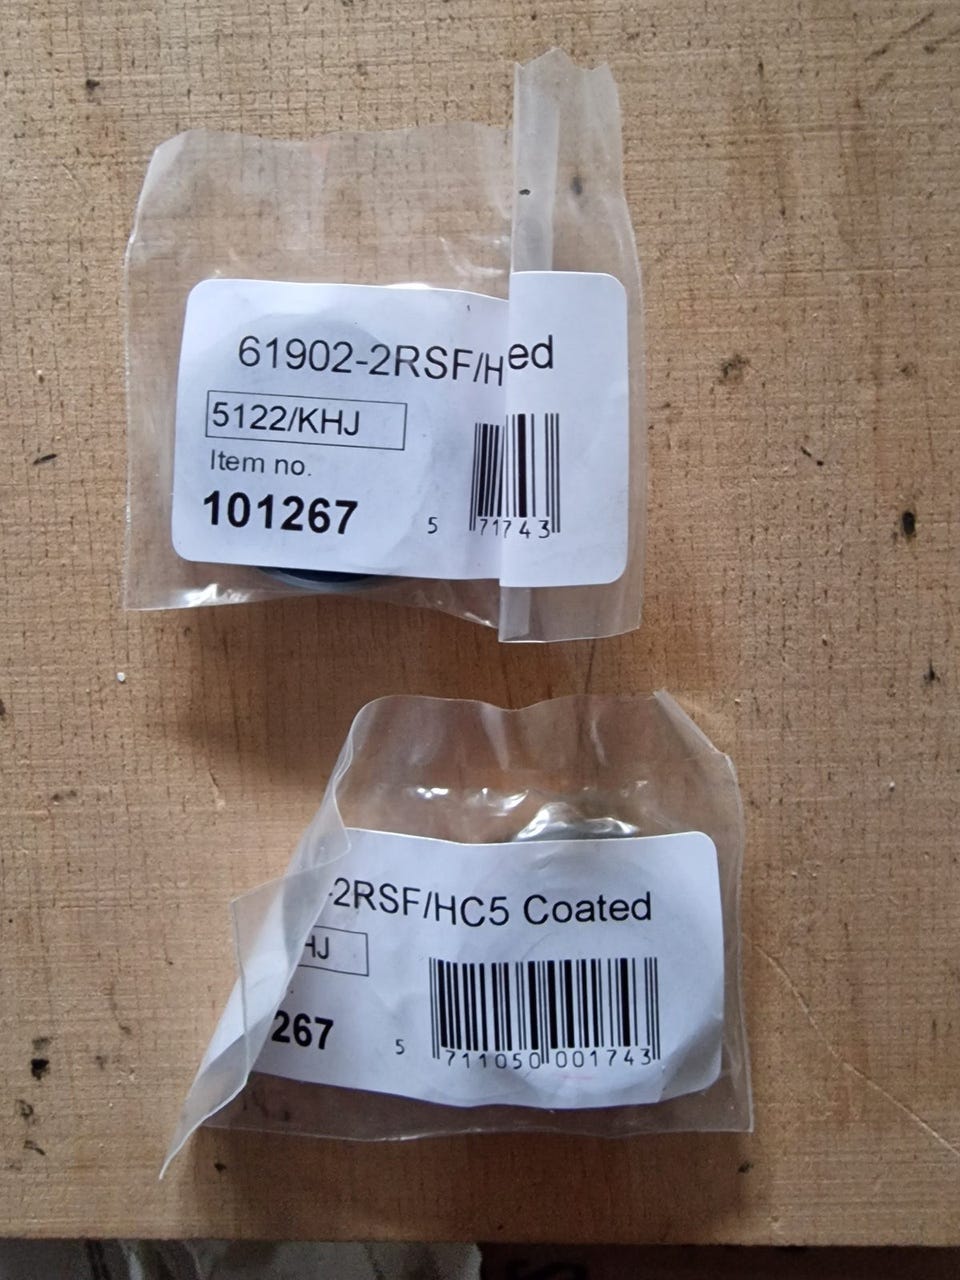 61902-2RSF/H ed
5122/KHJ
Item no.
101267
5 71743
-2RSF/HC5 Coated
HJ
267
5 711050 001743